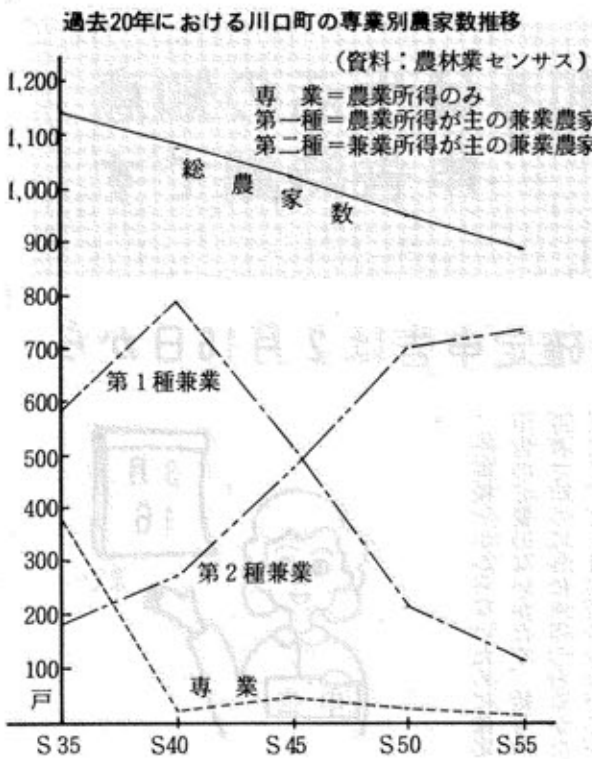 過去20年における川口町の専業別農家数推移
(資料:農林業センサス)
専 業=農業所得のみ
第一種=農業所得が主の兼業農家
第二種=兼業所得が主の兼業農家
1,200
1,100
1,000
900
800
700
600
500
400
300
200
100
戸
総農家数
第1種兼業
第2種兼業
専 業
S35 S40 S45 S50 S55